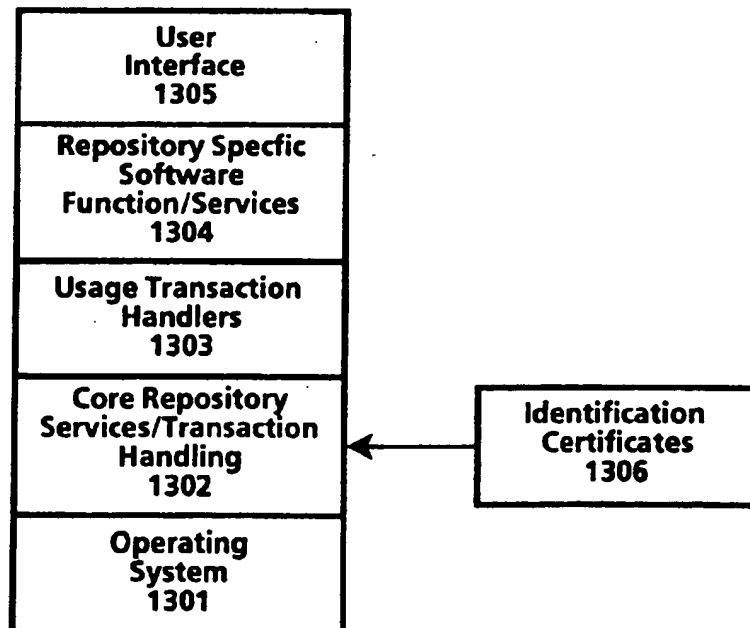 User
Interface
1305
Repository Specfic
Software
Function/Services
1304
Usage Transaction
Handlers
1303
Core Repository
Services/Transaction
Handling
1302
Identification
Certificates
1306
Operating
System
1301